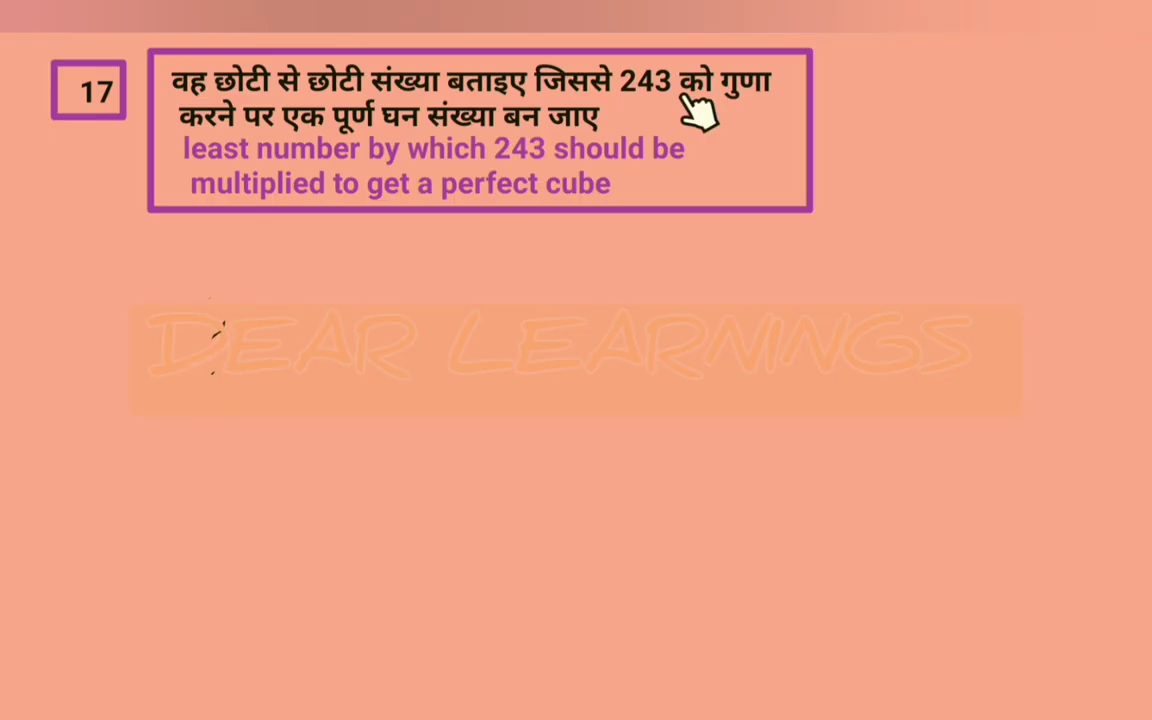 17
वह छोटी से छोटी संख्या बताइए जिससे 243 को गुणा
करने पर एक पूर्ण घन संख्या बन जाए
least number by which 243 should be
multiplied to get a perfect cube
DEAR LEARNINGS